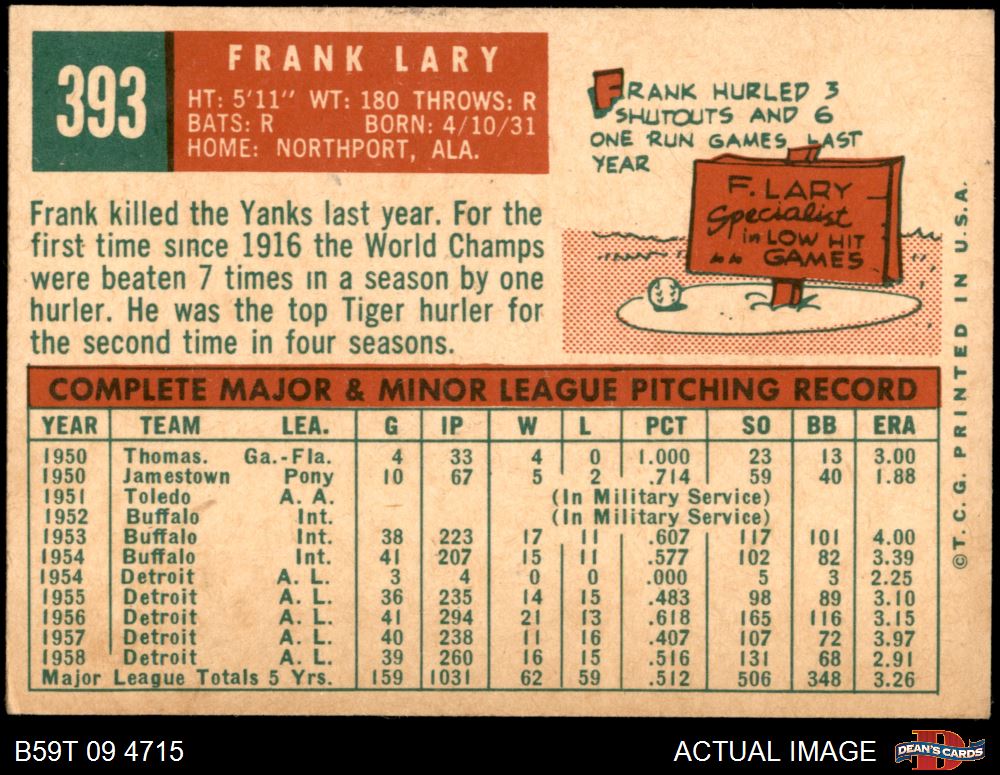 393
FRANK LARY
HT: 5'11" WT: 180 THROWS: R
BATS: R BORN: 4/10/31
HOME: NORTHPORT, ALA.
FRANK HURLED 3
SHUTOUTS AND 6
ONE RUN GAMES LAST
YEAR
F. LARY
Specialist
in LOW HIT
GAMES
Frank killed the Yanks last year. For the
first time since 1916 the World Champs
were beaten 7 times in a season by one
hurler. He was the top Tiger hurler for
the second time in four seasons.
COMPLETE MAJOR & MINOR LEAGUE PITCHING RECORD
YEAR TEAM LEA. G IP W L PCT SO BB ERA
1950 Thomas. Ga.-Fla. 4 33 4 0 1.000 23 13 3.00
1950 Jamestown Pony 10 67 5 2 .714 59 40 1.88
1951 Toledo A. A. (In Military Service)
1952 Buffalo Int. (In Military Service)
1953 Buffalo Int. 38 223 17 11 .607 117 101 4.00
1954 Buffalo Int. 41 207 15 11 .577 102 82 3.39
1954 Detroit A. L. 3 4 0 0 .000 5 3 2.25
1955 Detroit A. L. 36 235 14 15 .483 98 89 3.10
1956 Detroit A. L. 41 294 21 13 .618 165 116 3.15
1957 Detroit A. L. 40 238 11 16 .407 107 72 3.97
1958 Detroit A. L. 39 260 16 15 .516 131 68 2.91
Major League Totals 5 Yrs. 159 1031 62 59 .512 506 348 3.26
© T. C. G. PRINTED IN U.S.A.
B59T 09 4715
ACTUAL IMAGE
DEAN'S CARDS